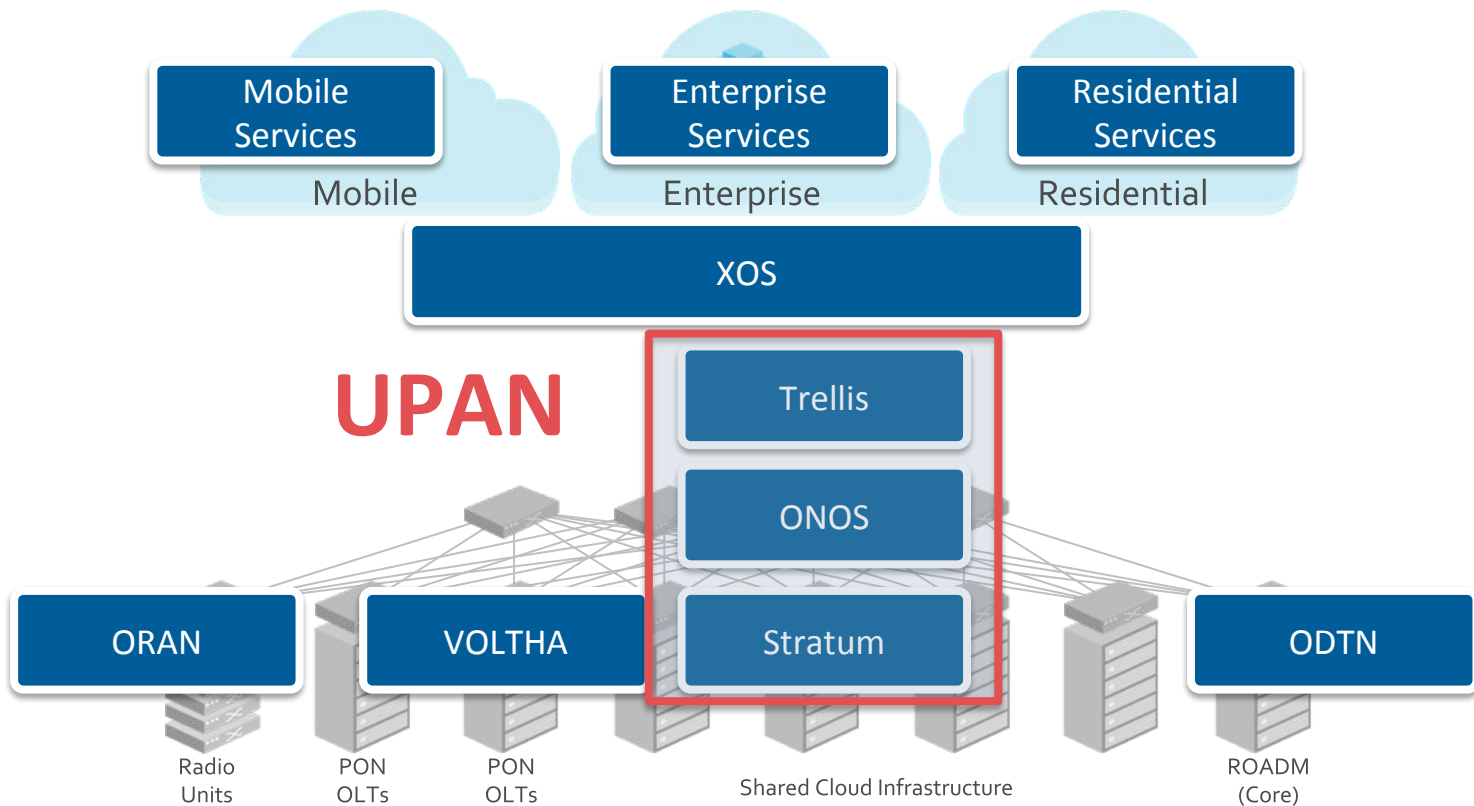 Mobile
Services
Enterprise
Services
Residential
Services
Mobile
Enterprise
Residential
XOS
UPAN
Trellis
ONOS
ORAN
VOLTHA
Stratum
ODTN
Radio
Units
PON
OLTs
PON
OLTs
Shared Cloud Infrastructure
ROADM
(Core)